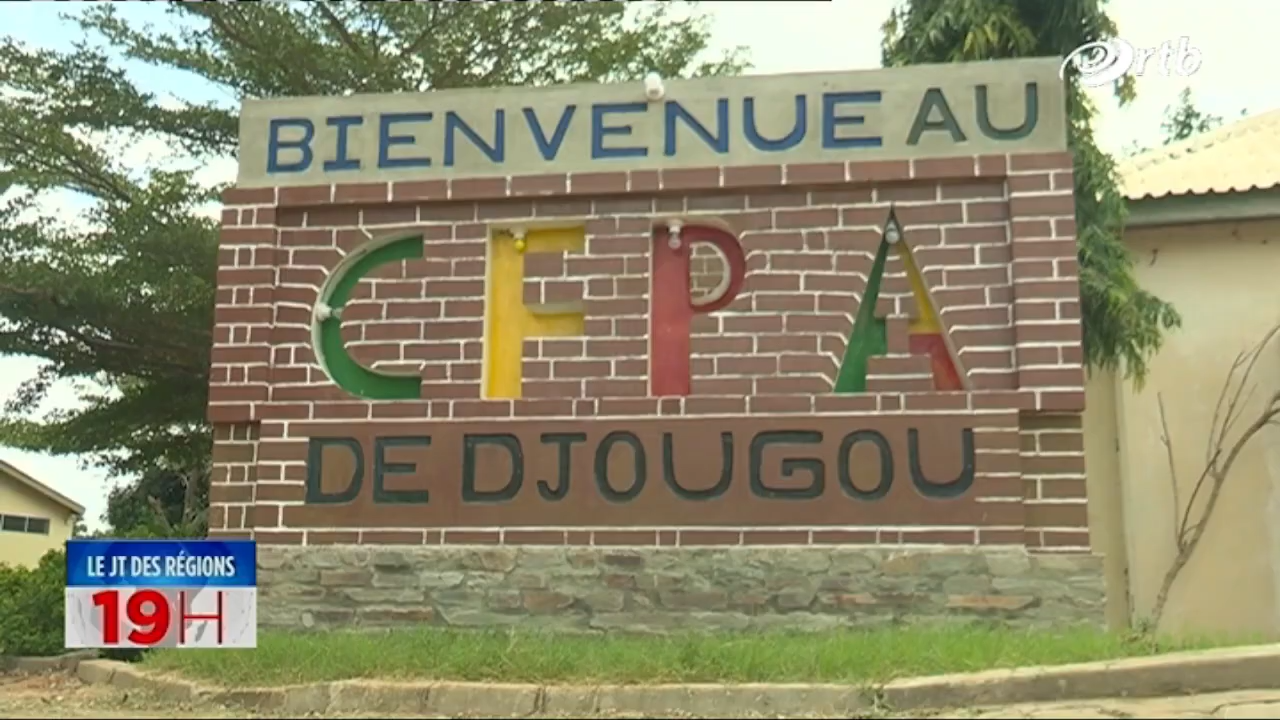 ortb
BIENVENUE AU
CFPA
DE DJOUGOU
LE JT DES RÉGIONS
19H